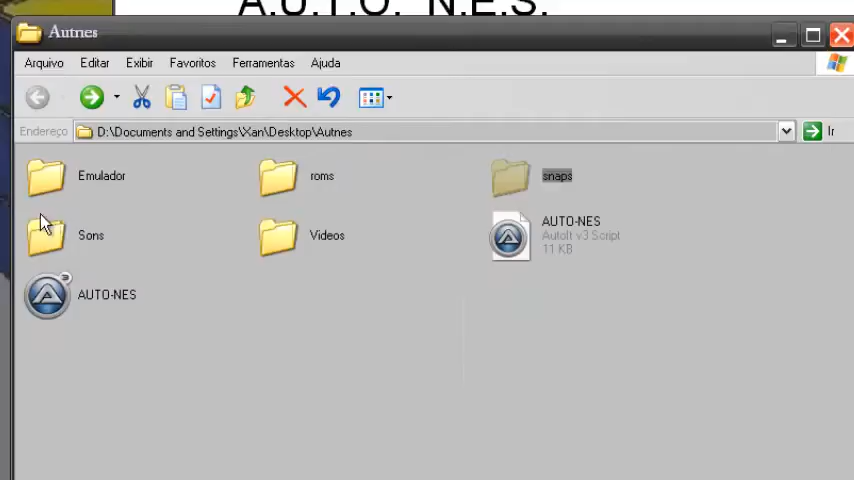 A.U.T.O. N.E.S.
Autnes
Arquivo Editar Exibir Favoritos Ferramentas Ajuda
Endereço D:\Documents and Settings\Xan\Desktop\Autnes Ir
Emulador roms snaps
Sons Videos AUTO-NES
AutoIt v3 Script
11 KB
AUTO-NES